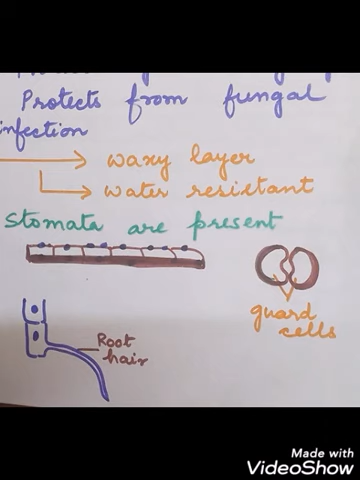 Protects from fungal
infection
waxy layer
water resistant
Stomata are present
guard
cells
Root
hair
Made with
VideoShow